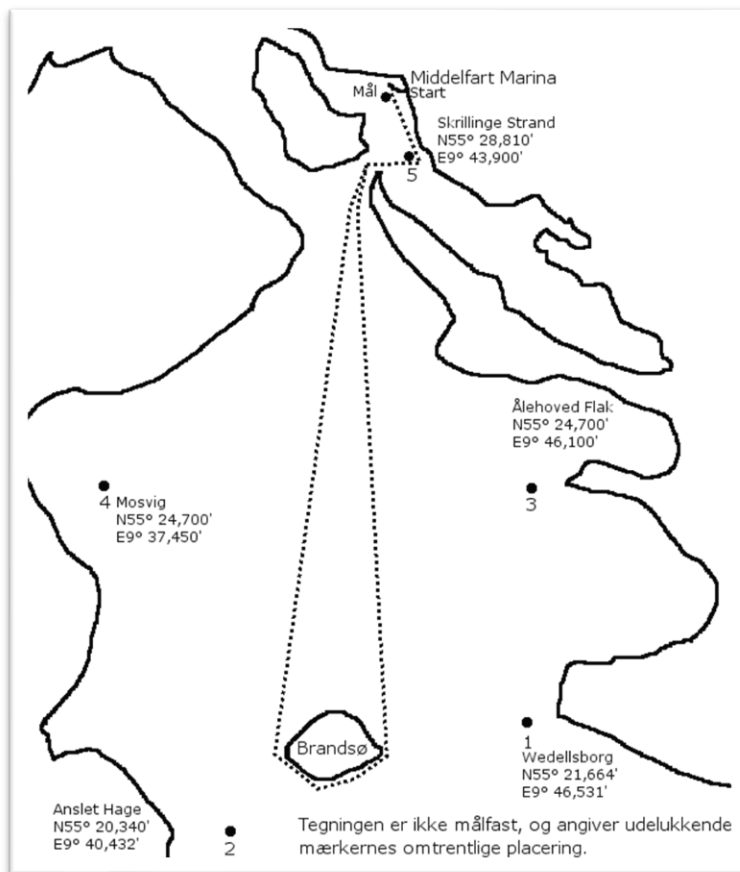 Middelfart Marina
Mål
Start
Skrillinge Strand
N55° 28,810'
E9° 43,900'
5
Ålehoved Flak
N55° 24,700'
E9° 46,100'
3
4
Mosvig
N55° 24,700'
E9° 37,450'
Brandsø
1
Wedellsborg
N55° 21,664'
E9° 46,531'
Anslet Hage
N55° 20,340'
E9° 40,432'
2
Tegningen er ikke målfast, og angiver udelukkende
mærkernes omtrentlige placering.